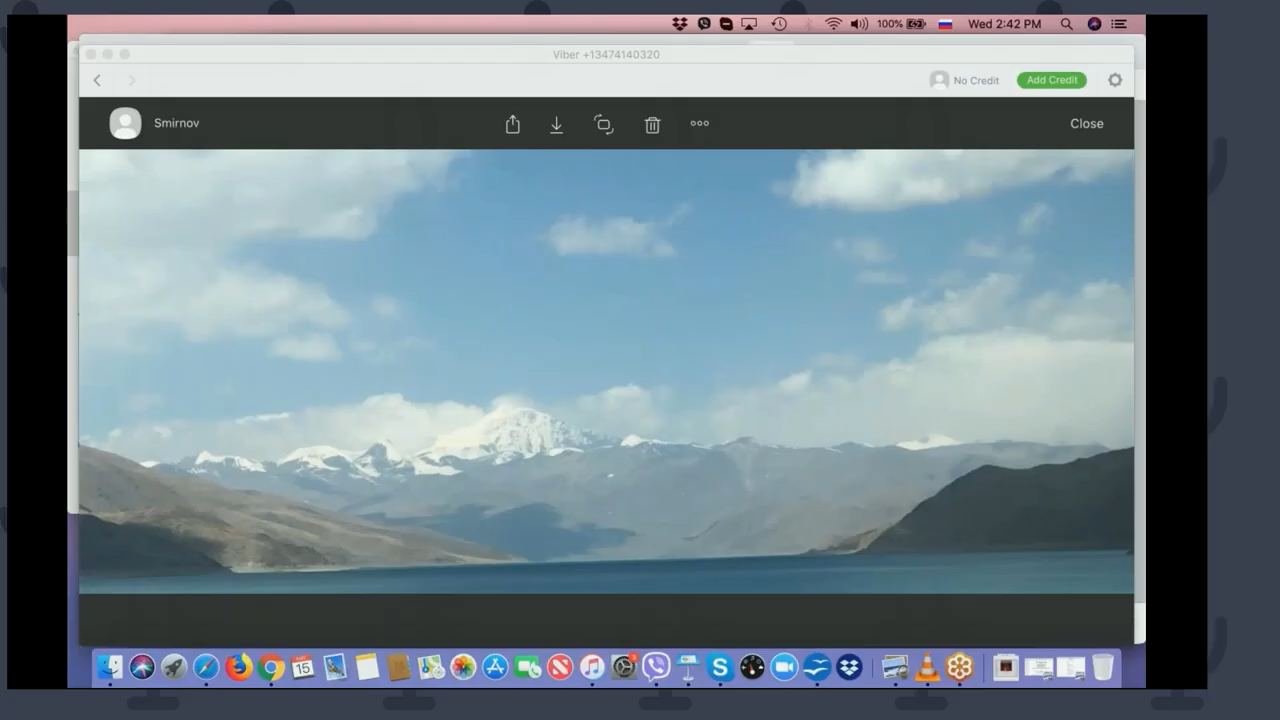 100%
Wed 2:42 PM
Viber +13474140320
No Credit
Add Credit
Smirnov
Close
15